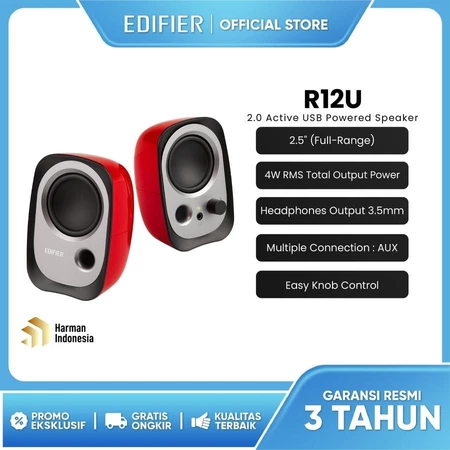 EDIFIER | OFFICIAL STORE
R12U
2.0 Active USB Powered Speaker
2.5" (Full-Range)
4W RMS Total Output Power
Headphones Output 3.5mm
Multiple Connection : AUX
Easy Knob Control
EDIFIER
Harman
Indonesia
PROMO
EKSKLUSIF
GRATIS
ONGKIR
KUALITAS
TERBAIK
GARANSI RESMI
3 TAHUN